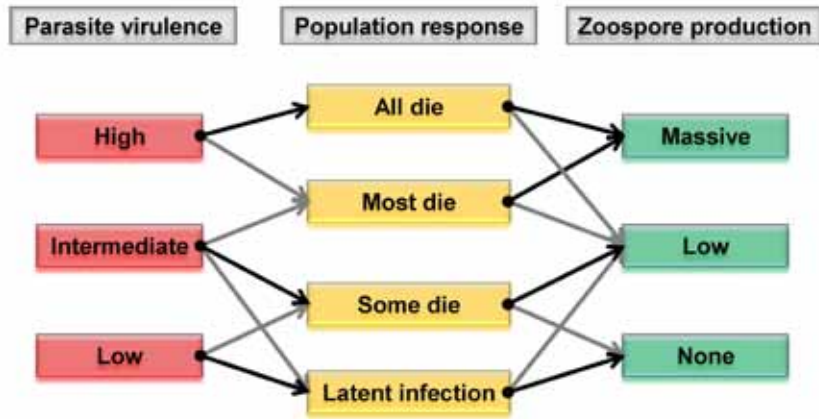 Parasite virulence
Population response
Zoospore production
High
Intermediate
Low
All die
Most die
Some die
Latent infection
Massive
Low
None